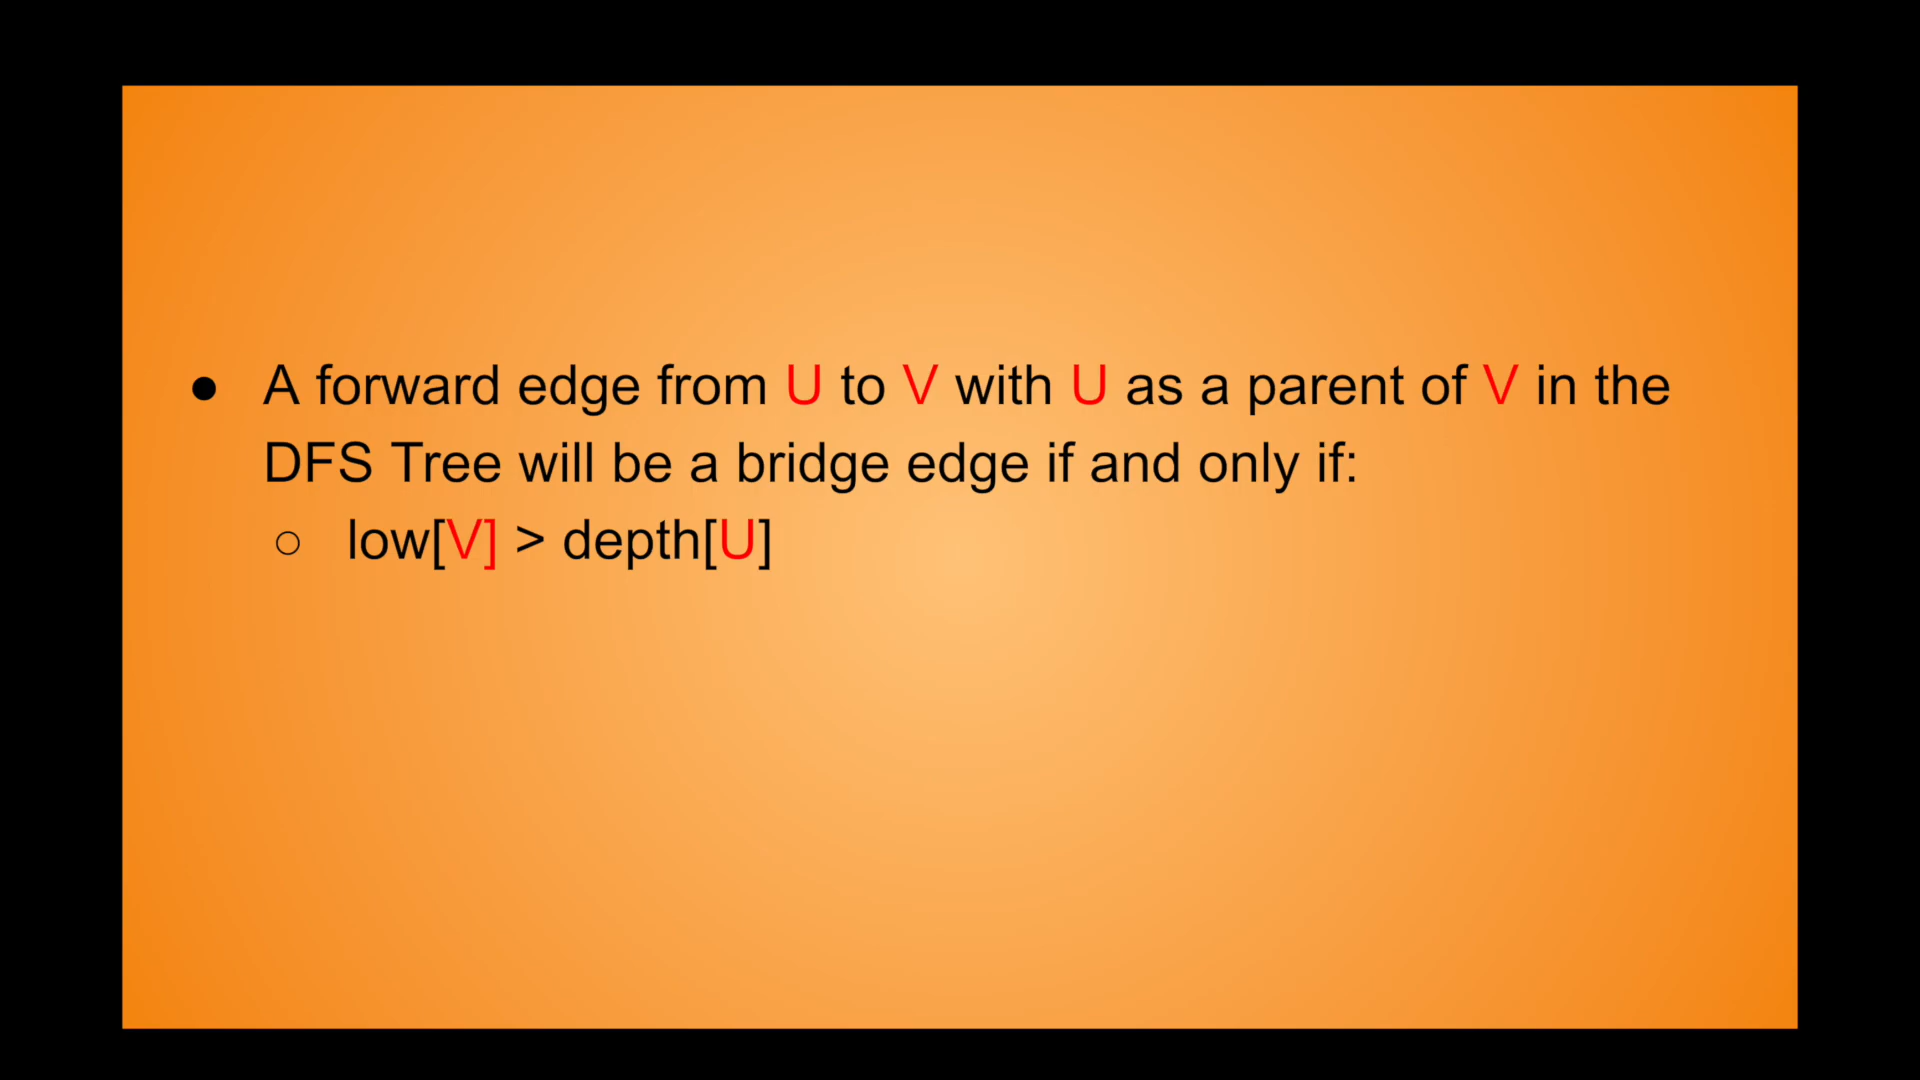 ● A forward edge from U to V with U as a parent of V in the
DFS Tree will be a bridge edge if and only if:
○ low[V] > depth[U]